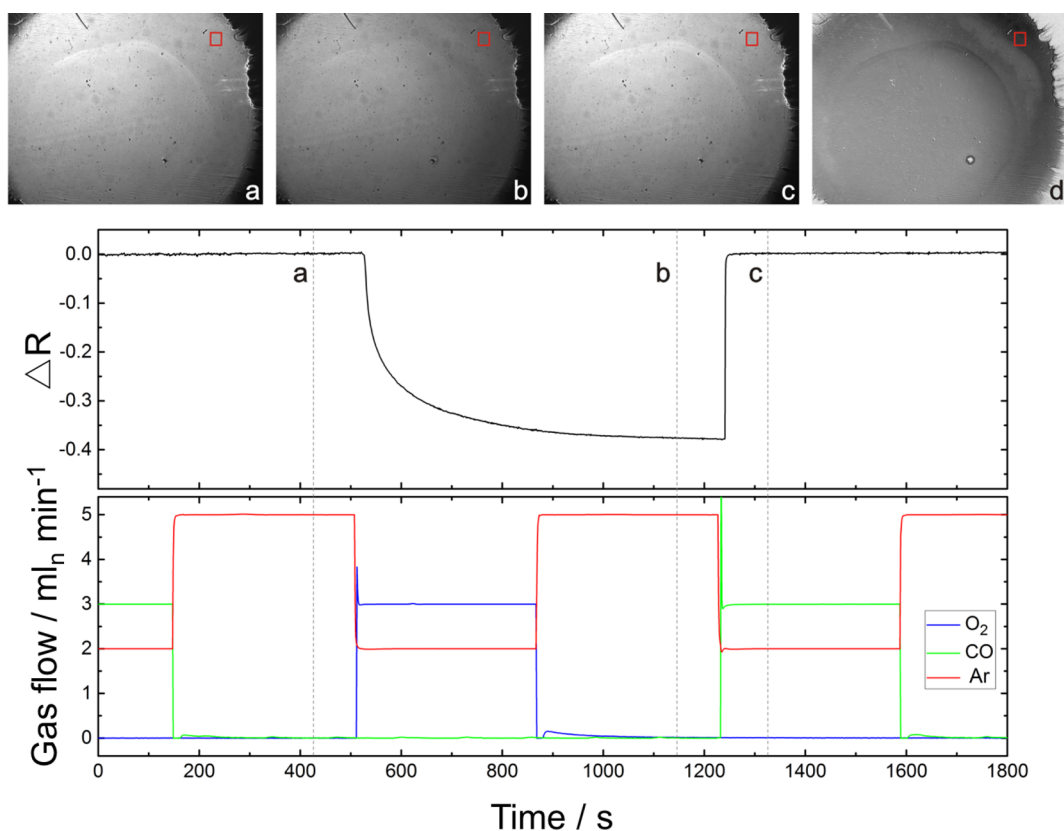 a
b
c
d
0.0
-0.1
-0.2
-0.3
-0.4
△R
a
b
c
5
4
3
2
1
0
Gas flow / mlₙ min⁻¹
O₂
CO
Ar
0 200 400 600 800 1000 1200 1400 1600 1800
Time / s